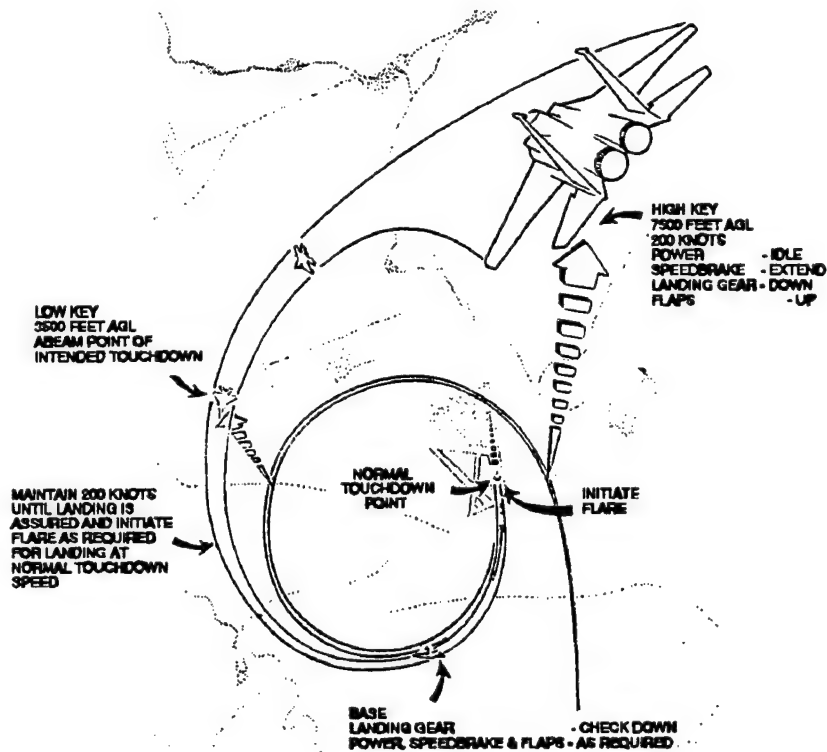 HIGH KEY
7500 FEET AGL
200 KNOTS
POWER - IDLE
SPEEDBRAKE - EXTEND
LANDING GEAR - DOWN
FLAPS - UP
LOW KEY
3500 FEET AGL
ABEAM POINT OF
INTENDED TOUCHDOWN
NORMAL
TOUCHDOWN
POINT
INITIATE
FLARE
MAINTAIN 200 KNOTS
UNTIL LANDING IS
ASSURED AND INITIATE
FLARE AS REQUIRED
FOR LANDING AT
NORMAL TOUCHDOWN
SPEED
BASE
LANDING GEAR - CHECK DOWN
POWER, SPEEDBRAKE & FLAPS - AS REQUIRED